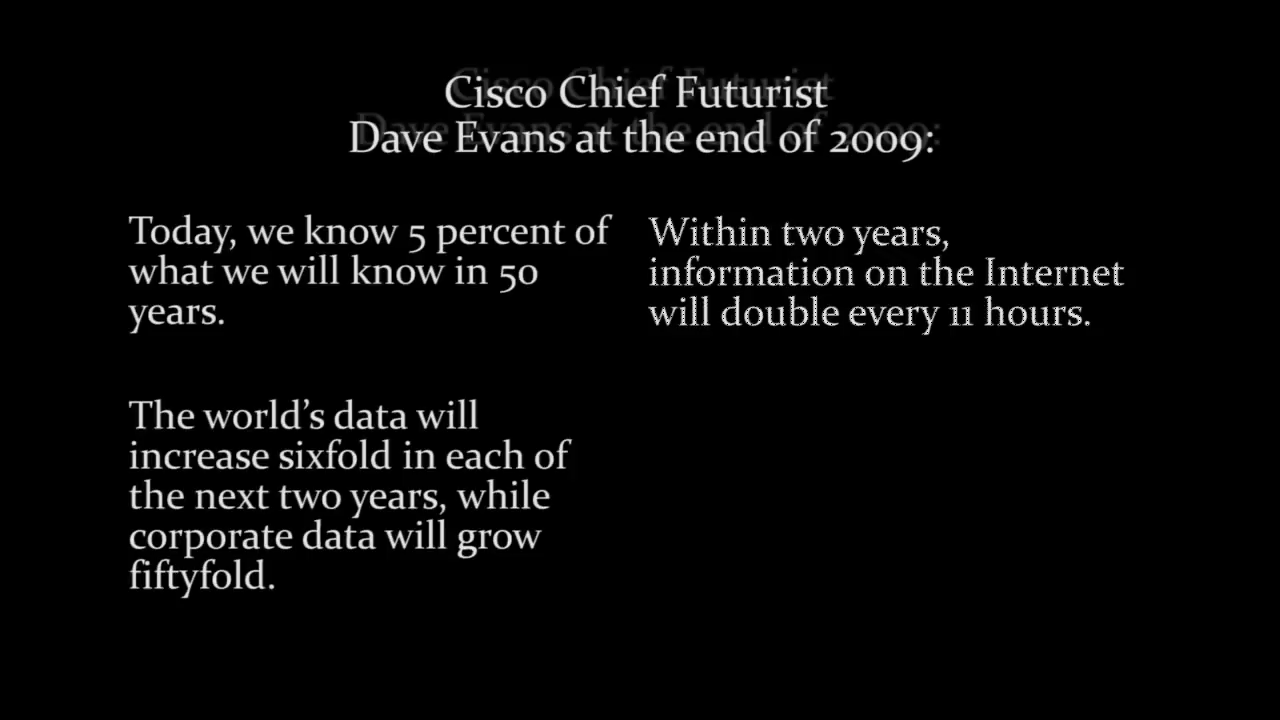 Cisco Chief Futurist
Dave Evans at the end of 2009:
Today, we know 5 percent of
what we will know in 50
years.
The world's data will
increase sixfold in each of
the next two years, while
corporate data will grow
fiftyfold.
Within two years,
information on the Internet
will double every 11 hours.